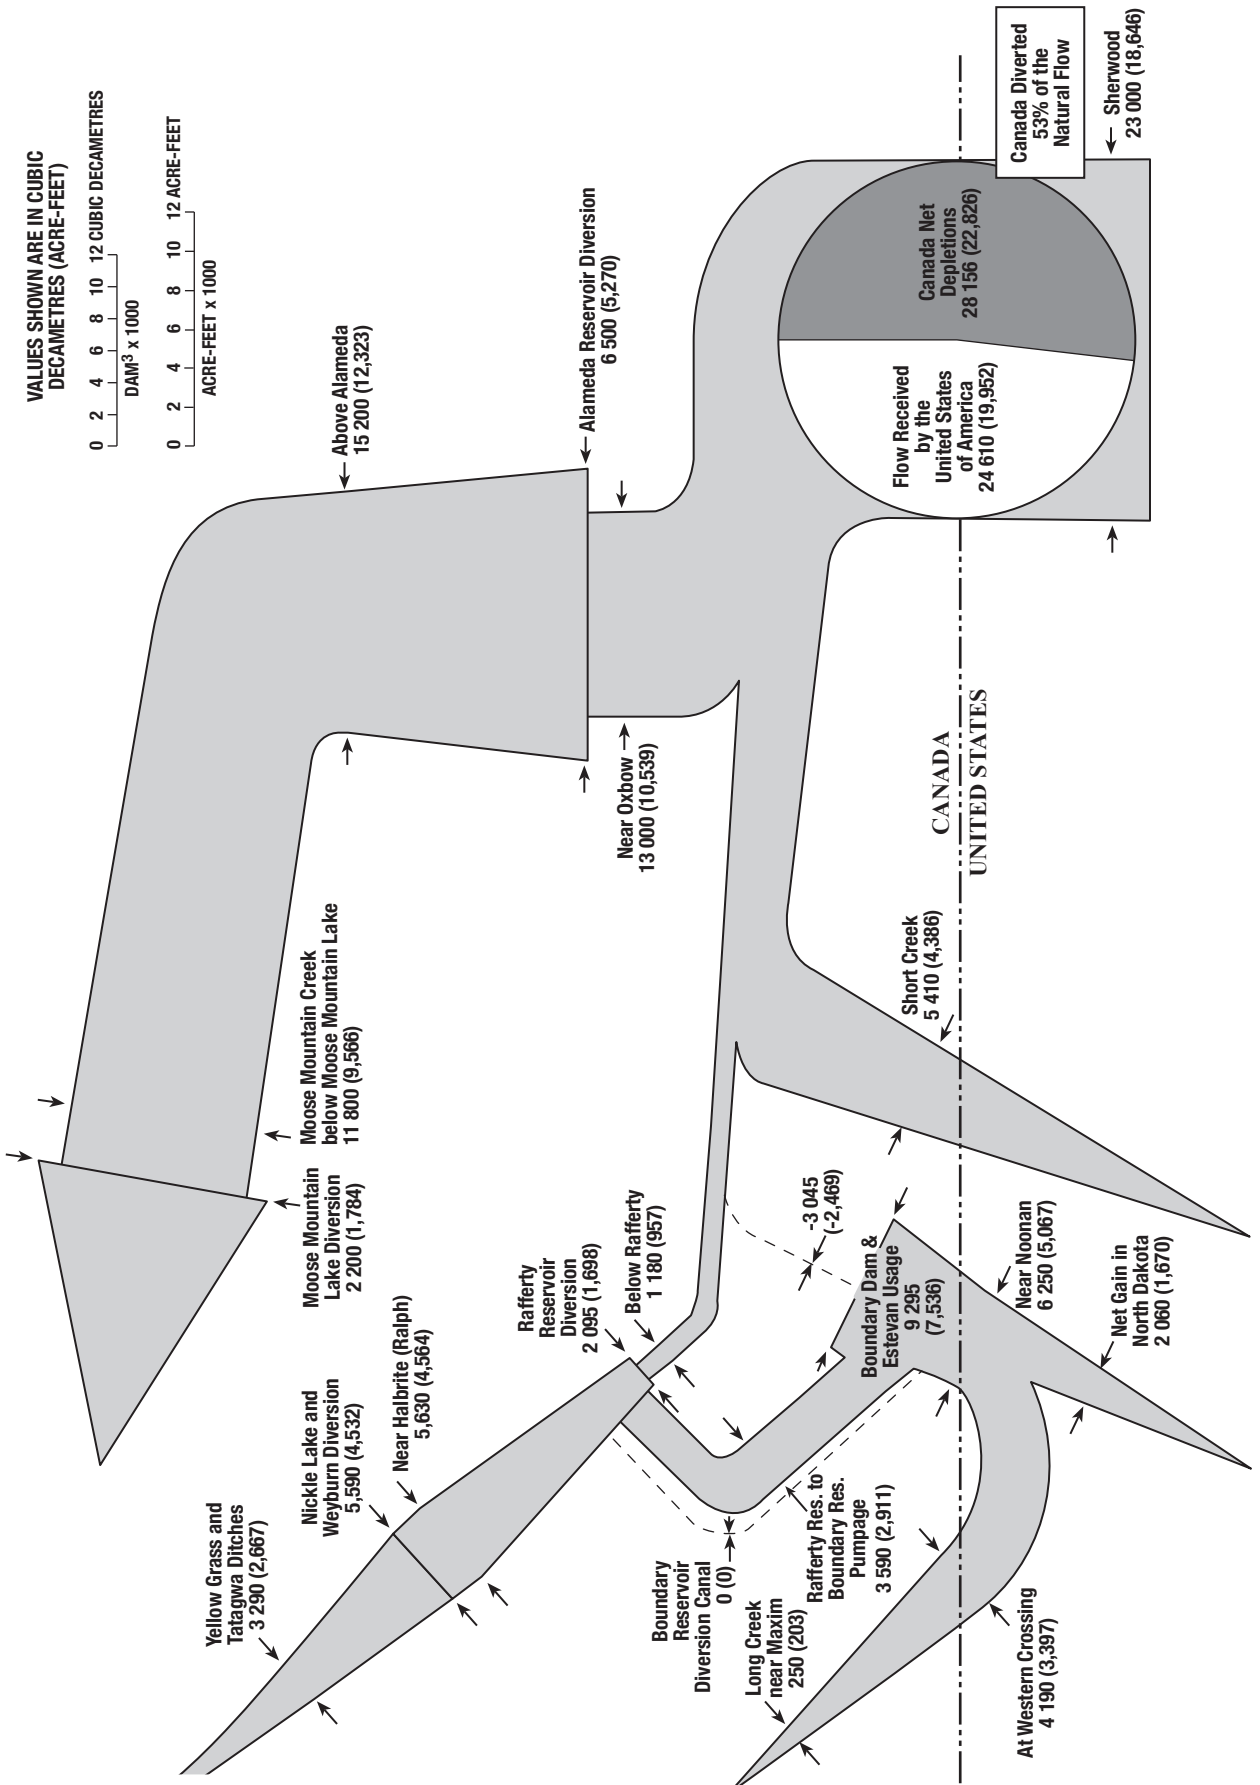 VALUES SHOWN ARE IN CUBIC
DECAMETRES (ACRE-FEET)
0 2 4 6 8 10 12 CUBIC DECAMETRES
DAM³ x 1000
0 2 4 6 8 10 12 ACRE-FEET
ACRE-FEET x 1000
Above Alameda
15 200 (12,323)
Alameda Reservoir Diversion
6 500 (5,270)
Moose Mountain Creek
below Moose Mountain Lake
11 800 (9,566)
Moose Mountain
Lake Diversion
2 200 (1,784)
Near Oxbow
13 000 (10,539)
Yellow Grass and
Tatagwa Ditches
3 290 (2,667)
Nickle Lake and
Weyburn Diversion
5,590 (4,532)
Near Halbrite (Ralph)
5,630 (4,564)
Rafferty
Reservoir
Diversion
2 095 (1,698)
Below Rafferty
1 180 (957)
-3 045
(-2,469)
Boundary Dam &
Estevan Usage
9 295
(7,536)
Boundary
Reservoir
Diversion Canal
0 (0)
Long Creek
near Maxim
250 (203)
Rafferty Res. to
Boundary Res.
Pumpage
3 590 (2,911)
At Western Crossing
4 190 (3,397)
Near Noonan
6 250 (5,067)
Net Gain in
North Dakota
2 060 (1,670)
Short Creek
5 410 (4,386)
CANADA
UNITED STATES
Flow Received
by the
United States
of America
24 610 (19,952)
Canada Net
Depletions
28 156 (22,826)
Canada Diverted
53% of the
Natural Flow
Sherwood
23 000 (18,646)